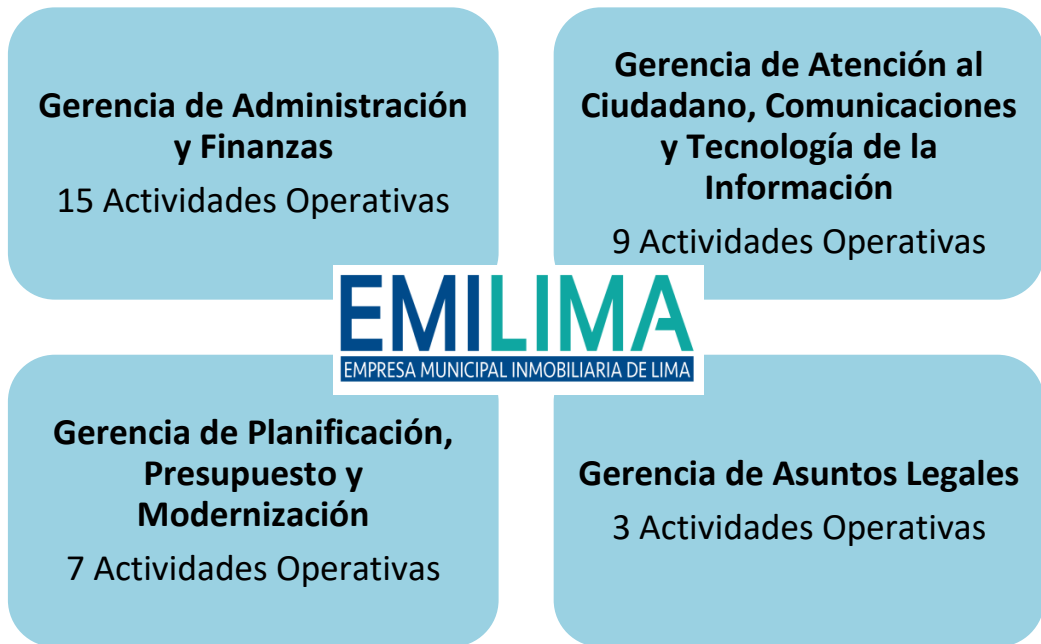 Gerencia de Administración
y Finanzas
15 Actividades Operativas
Gerencia de Atención al
Ciudadano, Comunicaciones
y Tecnología de la
Información
9 Actividades Operativas
EMILIMA
EMPRESA MUNICIPAL INMOBILIARIA DE LIMA
Gerencia de Planificación,
Presupuesto y
Modernización
7 Actividades Operativas
Gerencia de Asuntos Legales
3 Actividades Operativas